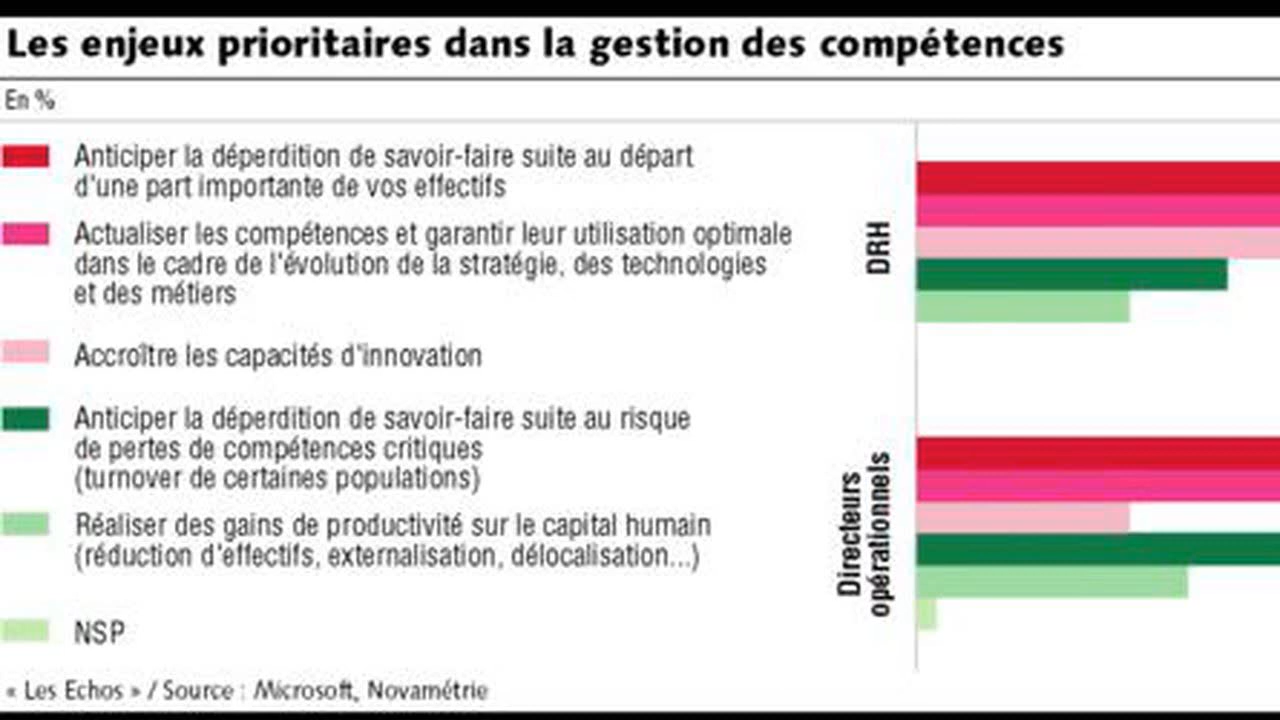 Les enjeux prioritaires dans la gestion des compétences
En %
Anticiper la déperdition de savoir-faire suite au départ
d'une part importante de vos effectifs
Actualiser les compétences et garantir leur utilisation optimale
dans le cadre de l'évolution de la stratégie, des technologies
et des métiers
Accroître les capacités d'innovation
Anticiper la déperdition de savoir-faire suite au risque
de pertes de compétences critiques
(turnover de certaines populations)
Réaliser des gains de productivité sur le capital humain
(réduction d'effectifs, externalisation, délocalisation...)
NSP
DRH
Directeurs
opérationnels
« Les Echos » / Source : Microsoft, Novamétrie